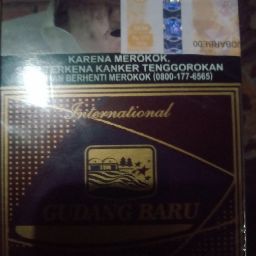 KARENA MEROKOK,
TERKENA KANKER TENGGOROKAN
BERHENTI MEROKOK (0800-177-6565)
International
GUDANG BARU